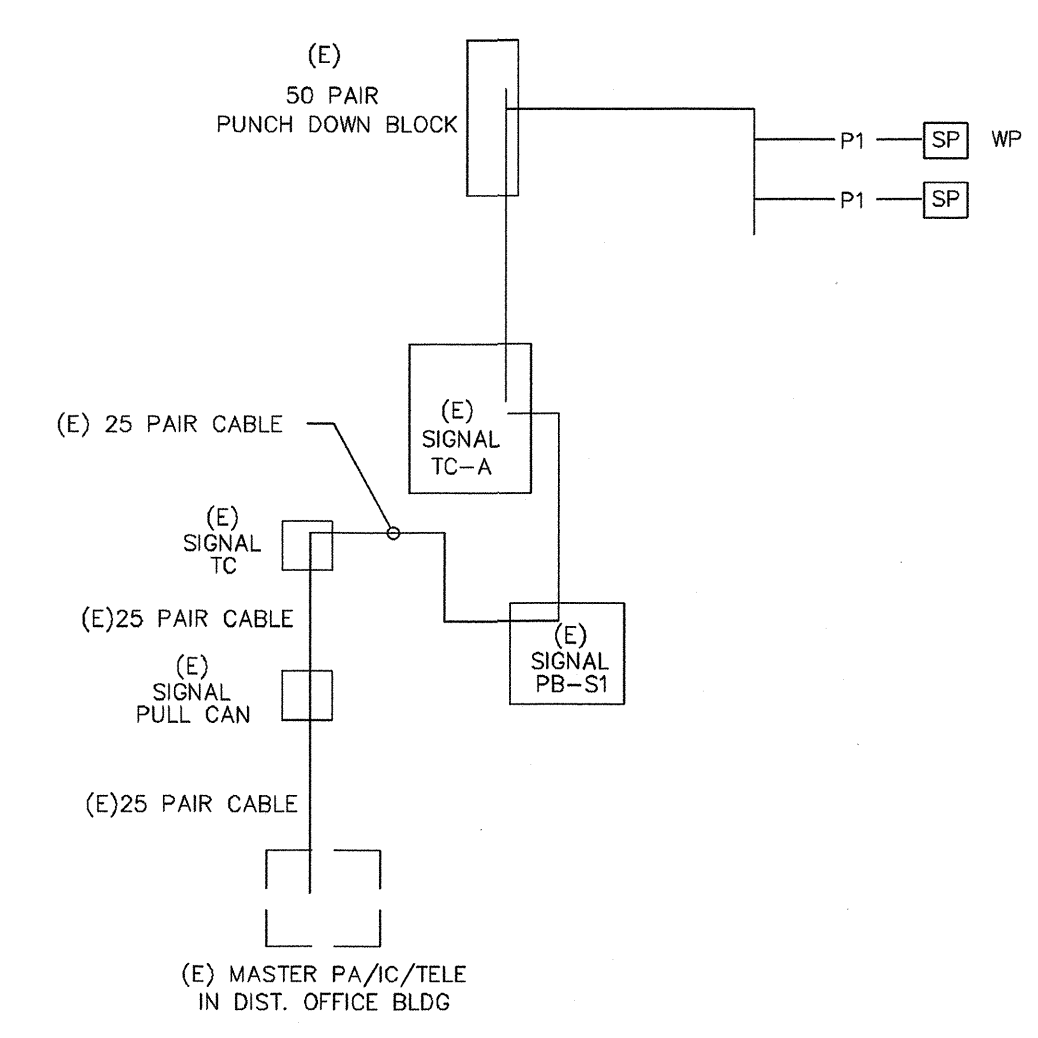 (E)
50 PAIR
PUNCH DOWN BLOCK
P1
SP
WP
P1
SP
(E)
SIGNAL
TC-A
(E) 25 PAIR CABLE
(E)
SIGNAL
TC
(E)25 PAIR CABLE
(E)
SIGNAL
PB-S1
(E)
SIGNAL
PULL CAN
(E)25 PAIR CABLE
(E) MASTER PA/IC/TELE
IN DIST. OFFICE BLDG